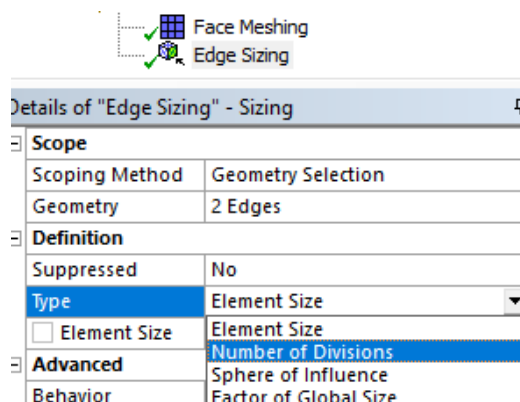 Face Meshing
Edge Sizing
Details of "Edge Sizing" - Sizing
Scope
Scoping Method Geometry Selection
Geometry 2 Edges
Definition
Suppressed No
Type Element Size
Element Size Element Size
Number of Divisions
Advanced
Sphere of Influence
Behavior Factor of Global Size